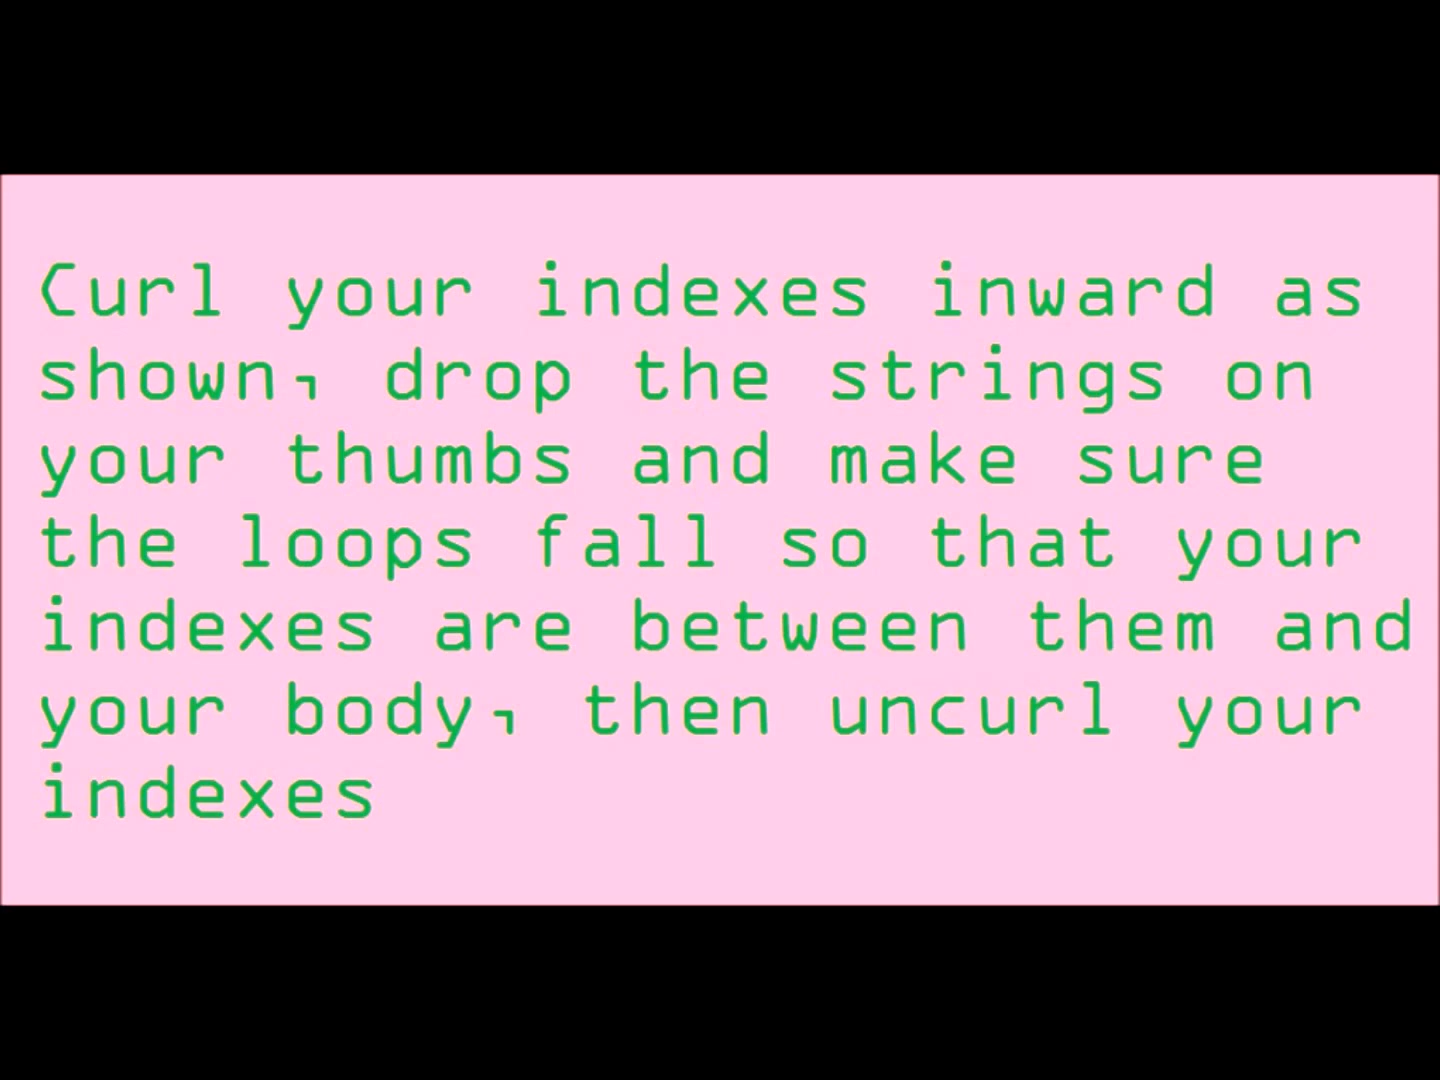 Curl your indexes inward as
shown, drop the strings on
your thumbs and make sure
the loops fall so that your
indexes are between them and
your body, then uncurl your
indexes